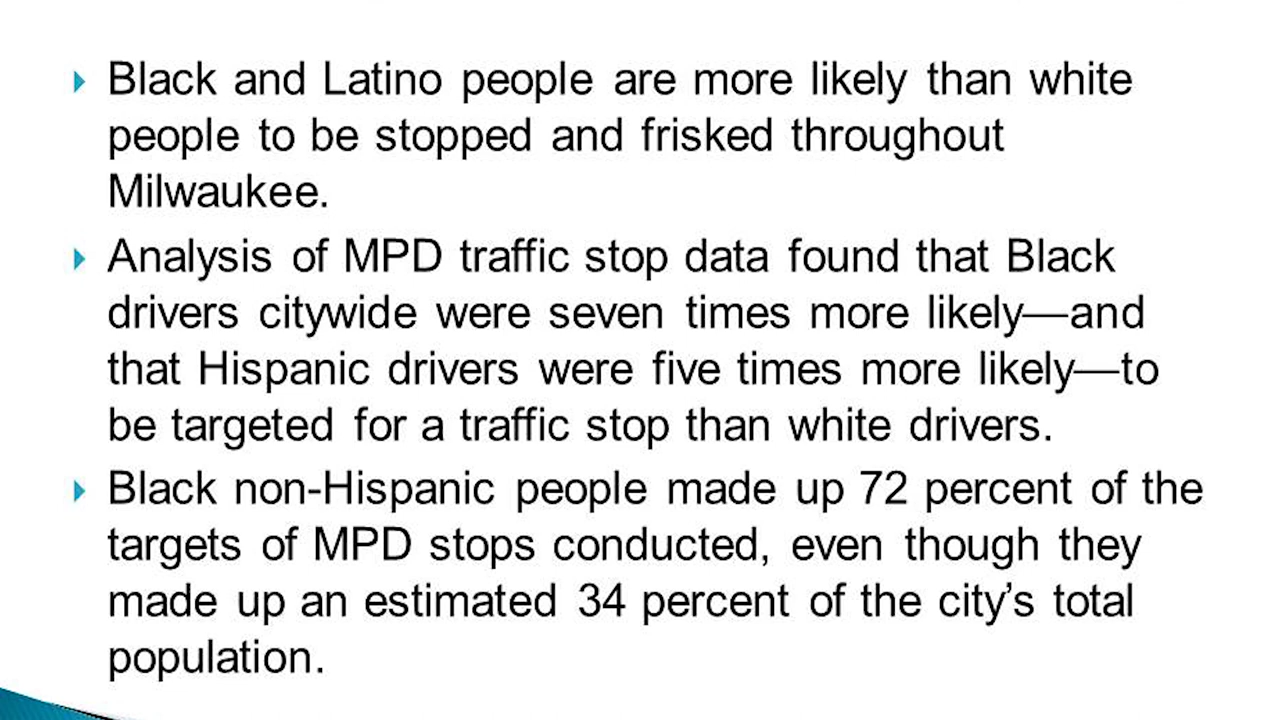 Black and Latino people are more likely than white
people to be stopped and frisked throughout
Milwaukee.
Analysis of MPD traffic stop data found that Black
drivers citywide were seven times more likely—and
that Hispanic drivers were five times more likely—to
be targeted for a traffic stop than white drivers.
Black non-Hispanic people made up 72 percent of the
targets of MPD stops conducted, even though they
made up an estimated 34 percent of the city’s total
population.